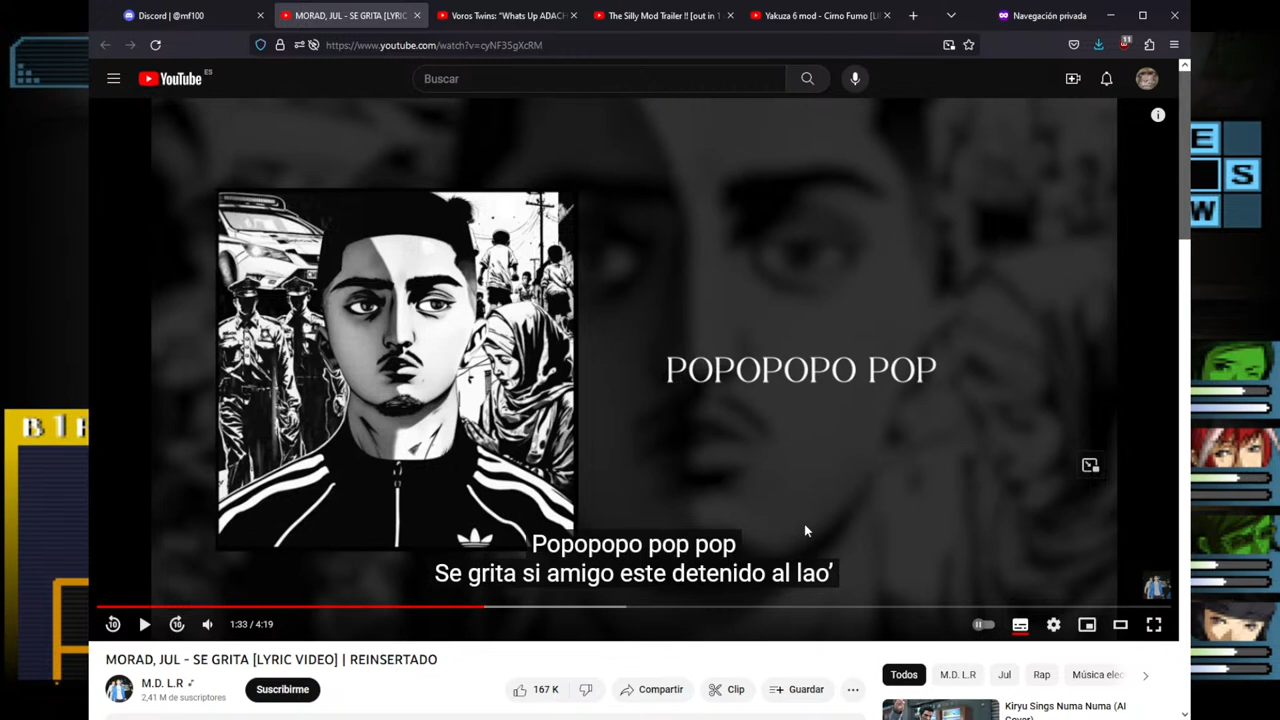 Discord | @mf100
MORAD, JUL - SE GRITA [LYRIC
Voros Twins: “Whats Up ADACH
The Silly Mod Trailer !! [out in 1
Yakuza 6 mod - Cirno Fumo [L
Navegación privada
https://www.youtube.com/watch?v=cyNF35gXcRM
11
YouTube ES
Buscar
E
S
W
B1F
POPOPOPO POP
Popopopo pop pop
Se grita si amigo este detenido al lao’
10
10
1:33 / 4:19
MORAD, JUL - SE GRITA [LYRIC VIDEO] | REINSERTADO
M.D. L.R
2,41 M de suscriptores
Suscribirme
167 K
Compartir
Clip
Guardar
Todos
M.D. L.R
Jul
Rap
Música elec
Kiryu Sings Numa Numa (AI
Cover)